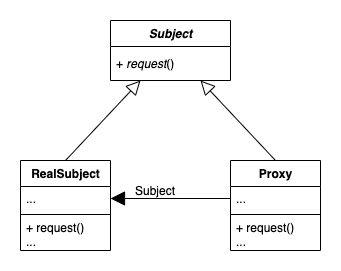 Subject
+ request()
RealSubject
...
+ request()
...
Subject
Proxy
...
+ request()
...